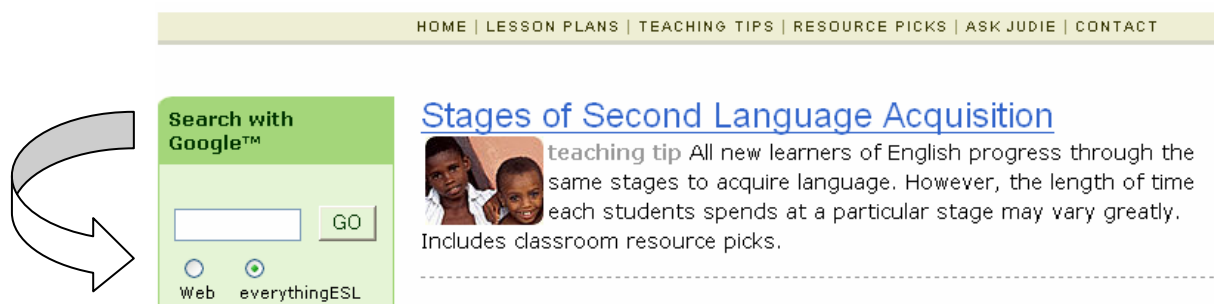 HOME | LESSON PLANS | TEACHING TIPS | RESOURCE PICKS | ASK JUDIE | CONTACT
Search with
Google™
GO
Web everythingESL
Stages of Second Language Acquisition
teaching tip All new learners of English progress through the
same stages to acquire language. However, the length of time
each students spends at a particular stage may vary greatly.
Includes classroom resource picks.